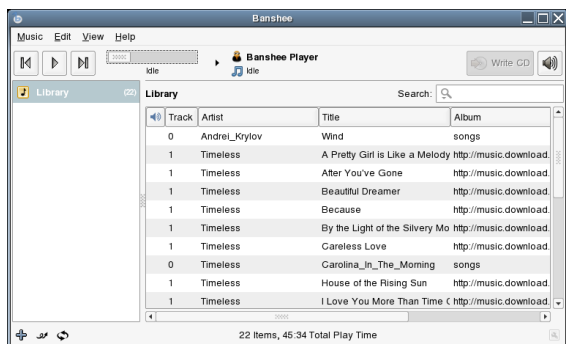 Banshee
Music Edit View Help
Banshee Player
Idle
Idle
Write CD
Library (22)
Library
Search:
Track Artist Title Album
0 Andrei_Krylov Wind songs
1 Timeless A Pretty Girl is Like a Melody http://music.download.
1 Timeless After You've Gone http://music.download.
1 Timeless Beautiful Dreamer http://music.download.
1 Timeless Because http://music.download.
1 Timeless By the Light of the Silvery Mo http://music.download.
1 Timeless Careless Love http://music.download.
0 Timeless Carolina_In_The_Morning songs
1 Timeless House of the Rising Sun http://music.download.
1 Timeless I Love You More Than Time ( http://music.download.
22 Items, 45:34 Total Play Time